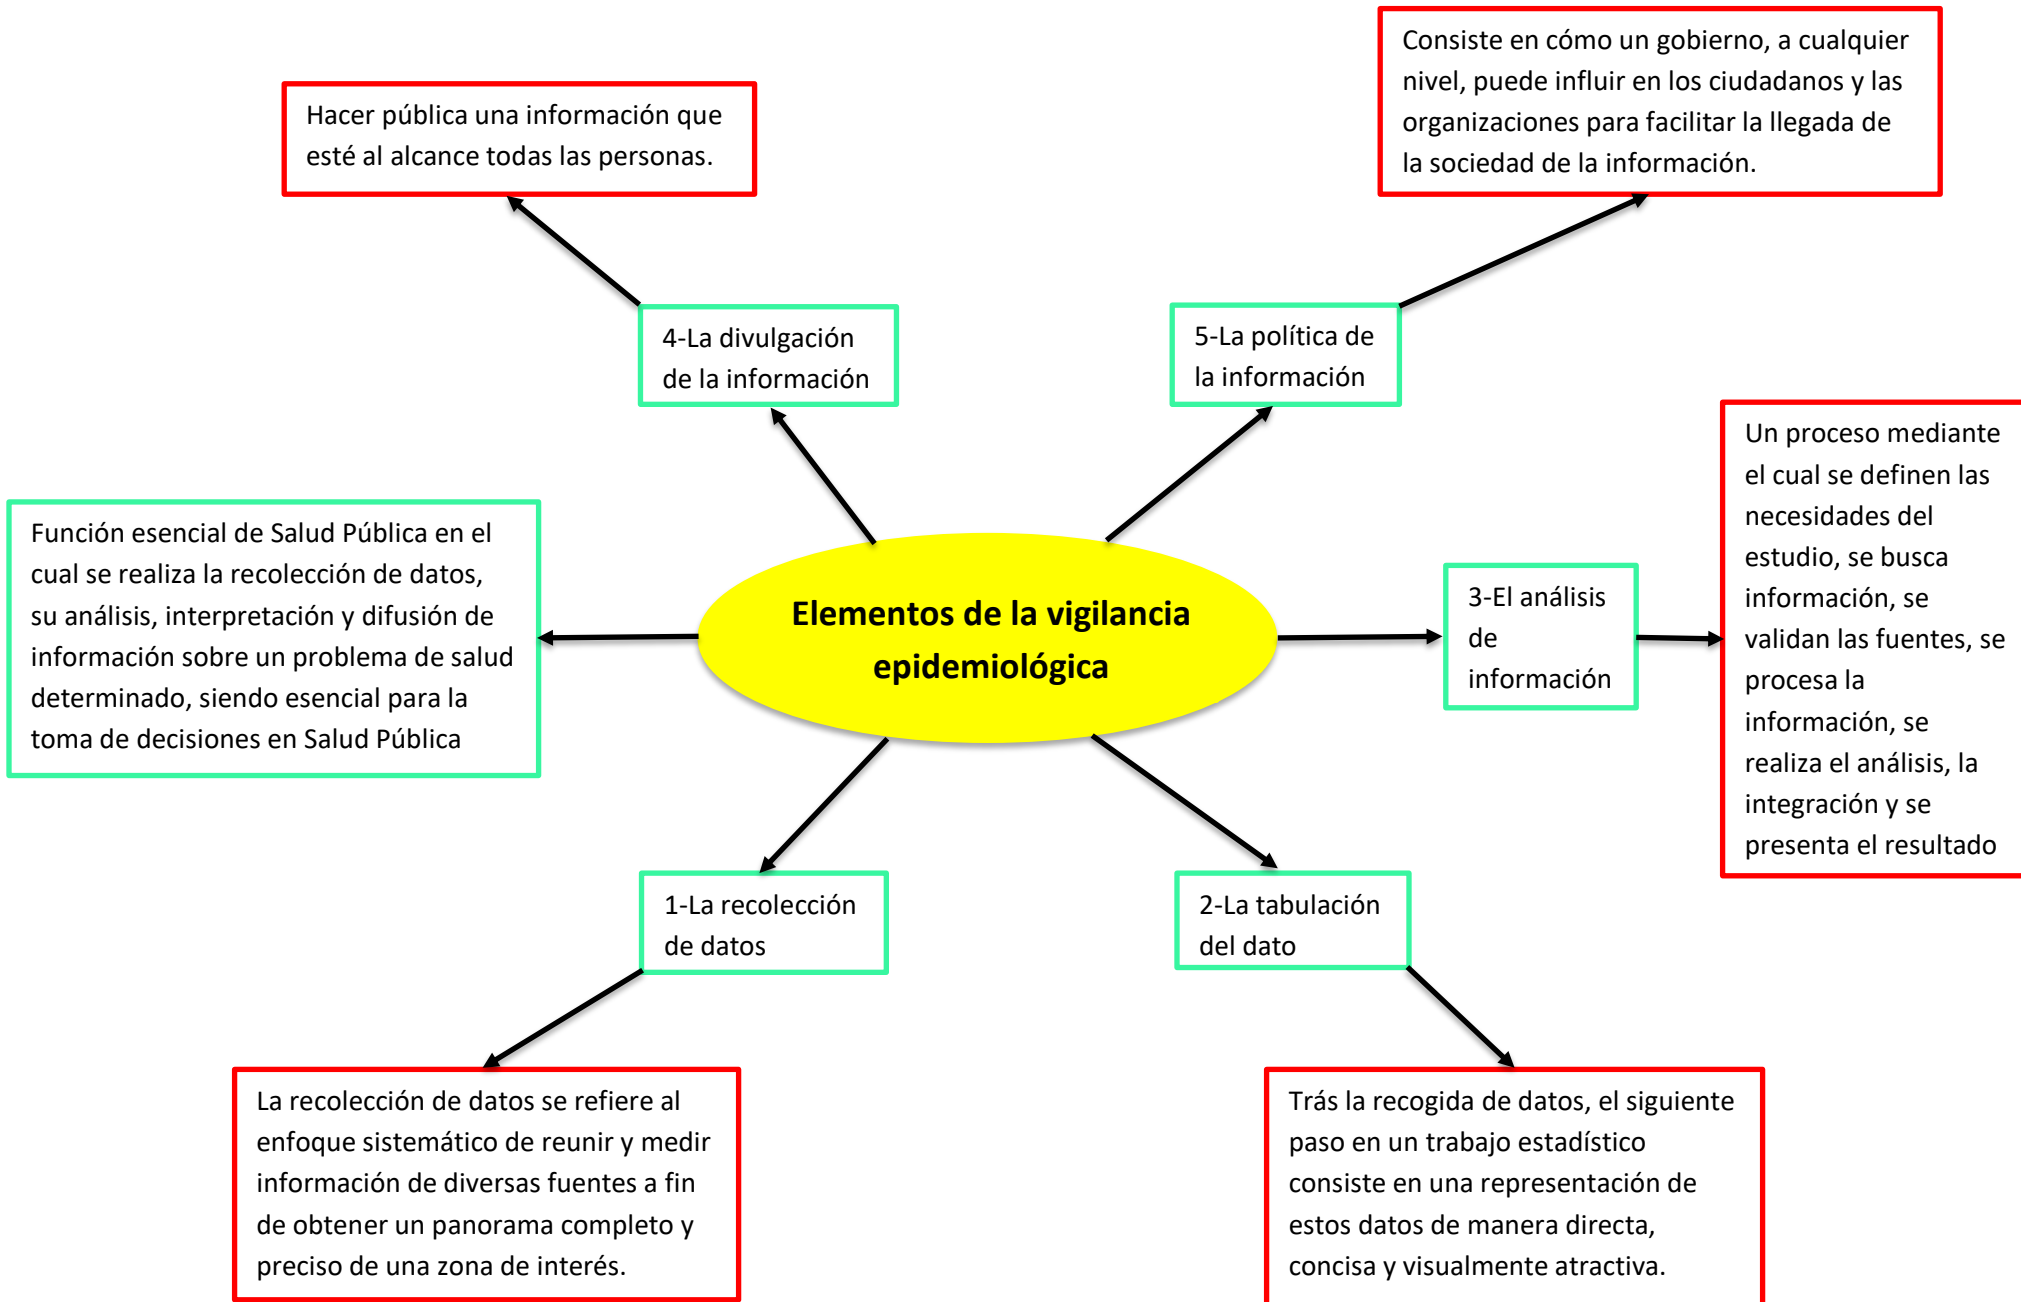 Consiste en cómo un gobierno, a cualquier
nivel, puede influir en los ciudadanos y las
organizaciones para facilitar la llegada de
la sociedad de la información.
Hacer pública una información que
esté al alcance todas las personas.
4-La divulgación
de la información
5-La política de
la información
Un proceso mediante
el cual se definen las
necesidades del
estudio, se busca
información, se
validan las fuentes, se
procesa la
información, se
realiza el análisis, la
integración y se
presenta el resultado
Función esencial de Salud Pública en el
cual se realiza la recolección de datos,
su análisis, interpretación y difusión de
información sobre un problema de salud
determinado, siendo esencial para la
toma de decisiones en Salud Pública
Elementos de la vigilancia
epidemiológica
3-El análisis
de
información
1-La recolección
de datos
2-La tabulación
del dato
La recolección de datos se refiere al
enfoque sistemático de reunir y medir
información de diversas fuentes a fin
de obtener un panorama completo y
preciso de una zona de interés.
Trás la recogida de datos, el siguiente
paso en un trabajo estadístico
consiste en una representación de
estos datos de manera directa,
concisa y visualmente atractiva.